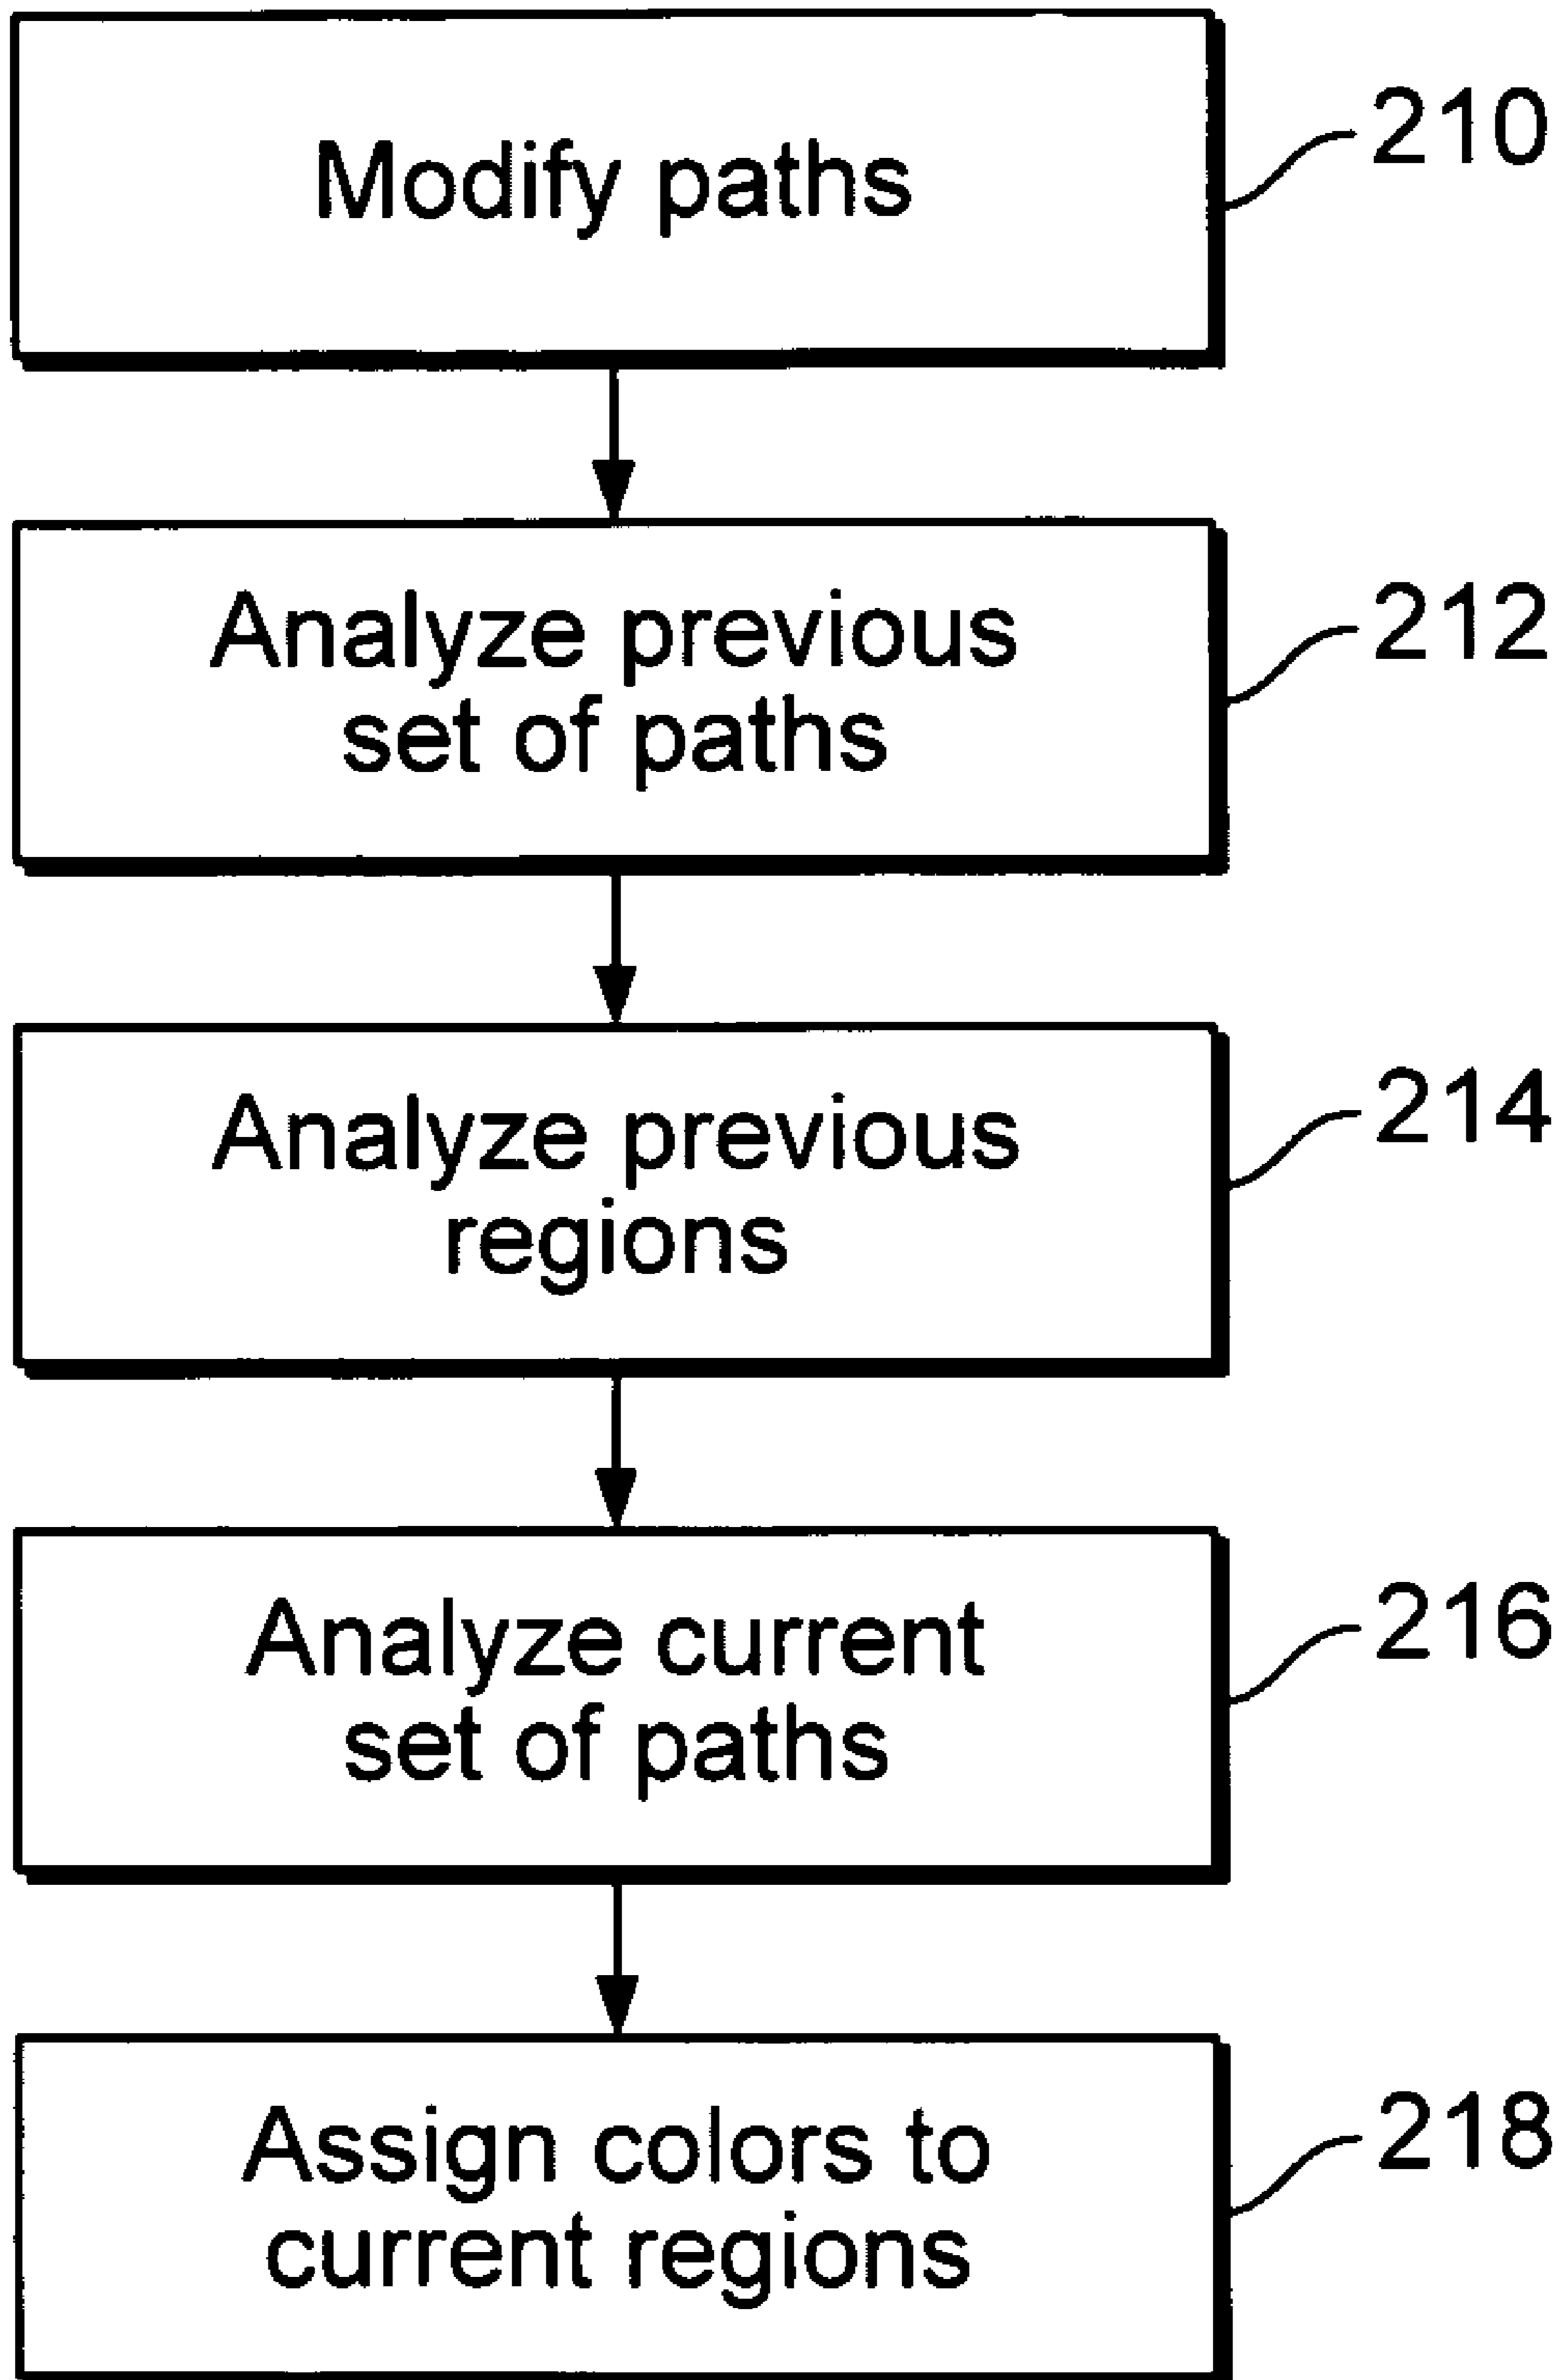 Modify paths
210
Analyze previous
set of paths
212
Analyze previous
regions
214
Analyze current
set of paths
216
Assign colors to
current regions
218